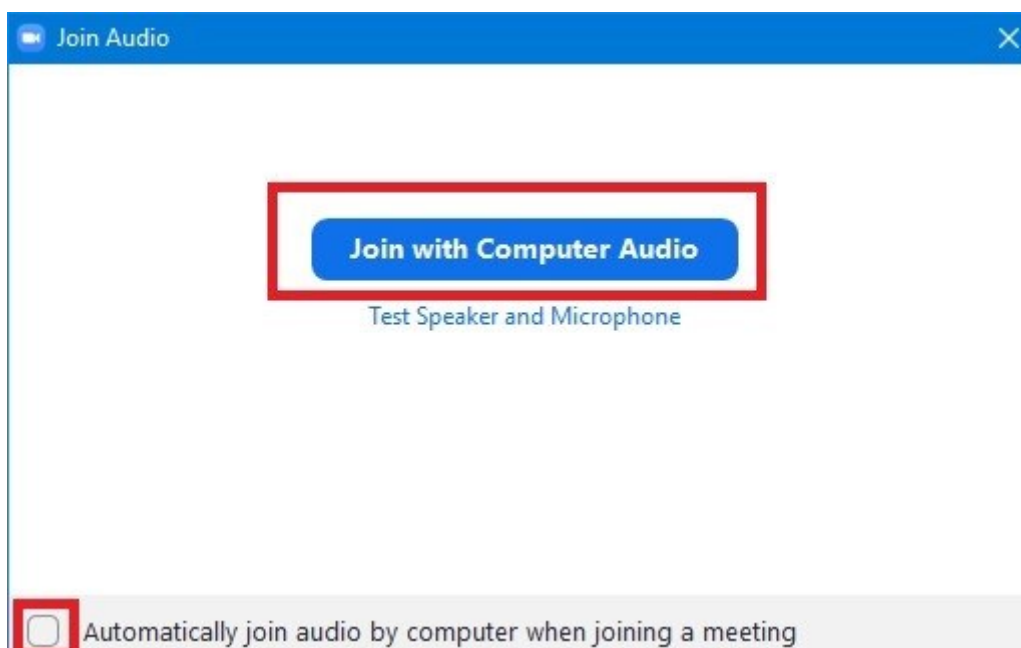 Join Audio
Join with Computer Audio
Test Speaker and Microphone
Automatically join audio by computer when joining a meeting